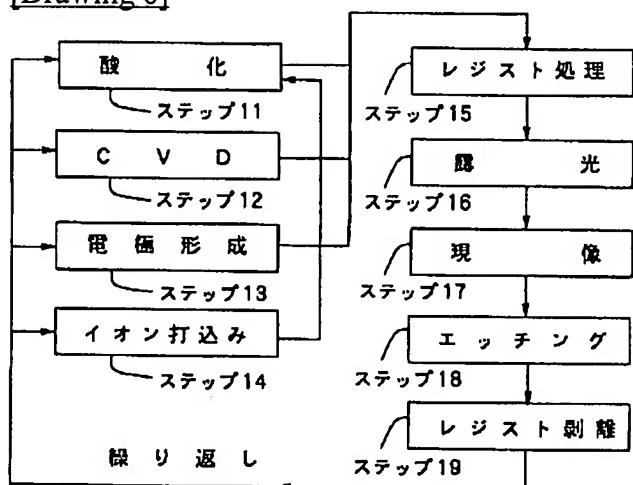 [Drawing 6]
酸化
ステップ11
CVD
ステップ12
電極形成
ステップ13
イオン打込み
ステップ14
繰り返し
レジスト処理
ステップ15
露光
ステップ16
現像
ステップ17
エッチング
ステップ18
レジスト剥離
ステップ19